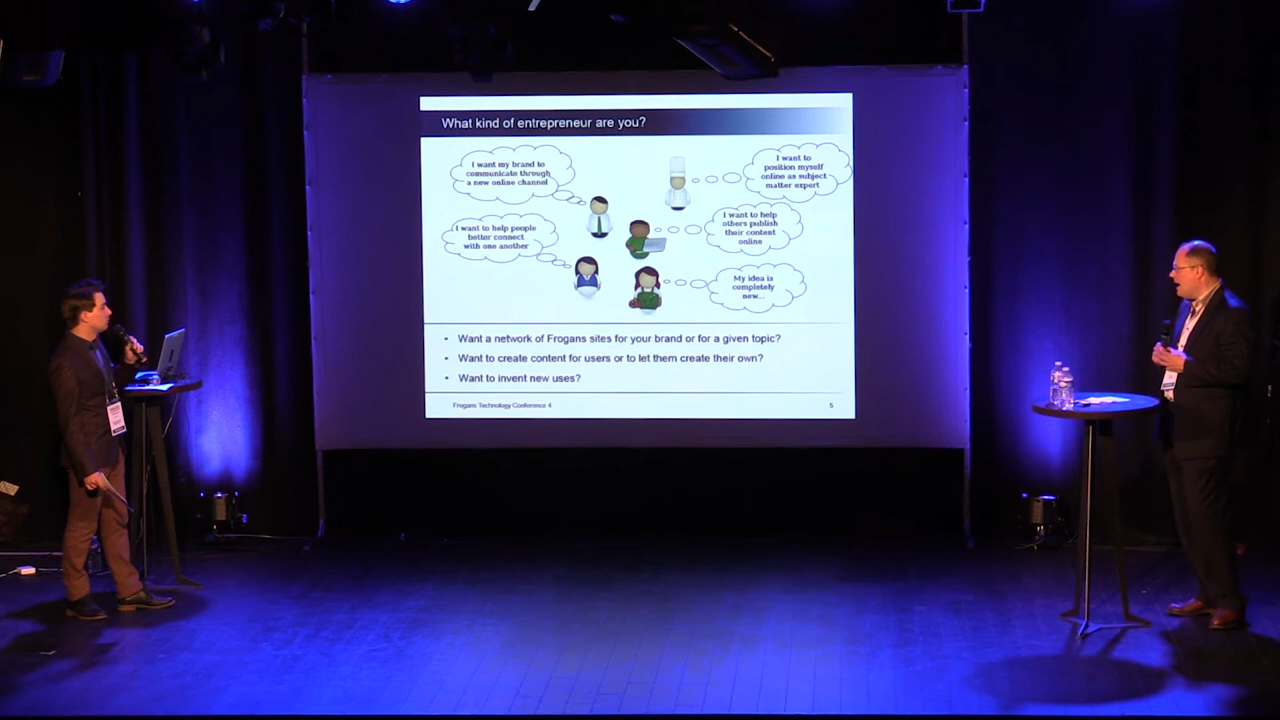 What kind of entrepreneur are you?
I want my brand to
communicate through
a new online channel
I want to
position myself
online as subject
matter expert
I want to help people
better connect
with one another
I want to help
others publish
their content
online
My idea is
completely
new...
• Want a network of Frogans sites for your brand or for a given topic?
• Want to create content for users or to let them create their own?
• Want to invent new uses?
Frogans Technology Conference 4
5